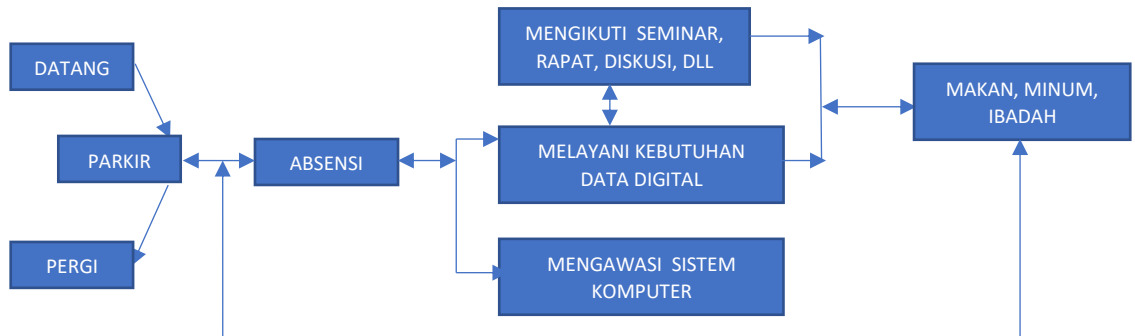 DATANG
PARKIR
PERGI
ABSENSI
MENGIKUTI SEMINAR,
RAPAT, DISKUSI, DLL
MELAYANI KEBUTUHAN
DATA DIGITAL
MENGAWASI SISTEM
KOMPUTER
MAKAN, MINUM,
IBADAH